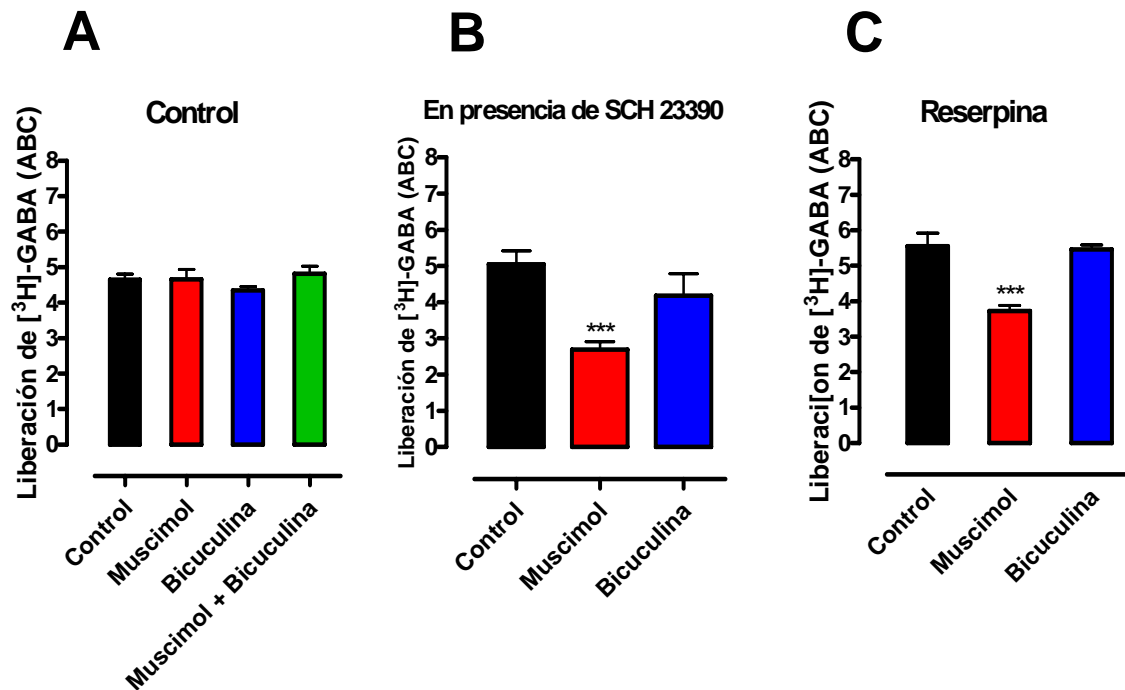 A
Control
Liberación de [³H]-GABA (ABC)
8
7
6
5
4
3
2
1
0
Control
Muscimol
Bicuculina
Muscimol + Bicuculina
B
En presencia de SCH 23390
Liberación de [³H]-GABA (ABC)
8
7
6
5
4
3
2
1
0
***
Control
Muscimol
Bicuculina
C
Reserpina
Liberaci[on de [³H]-GABA (ABC)
8
7
6
5
4
3
2
1
0
***
Control
Muscimol
Bicuculina